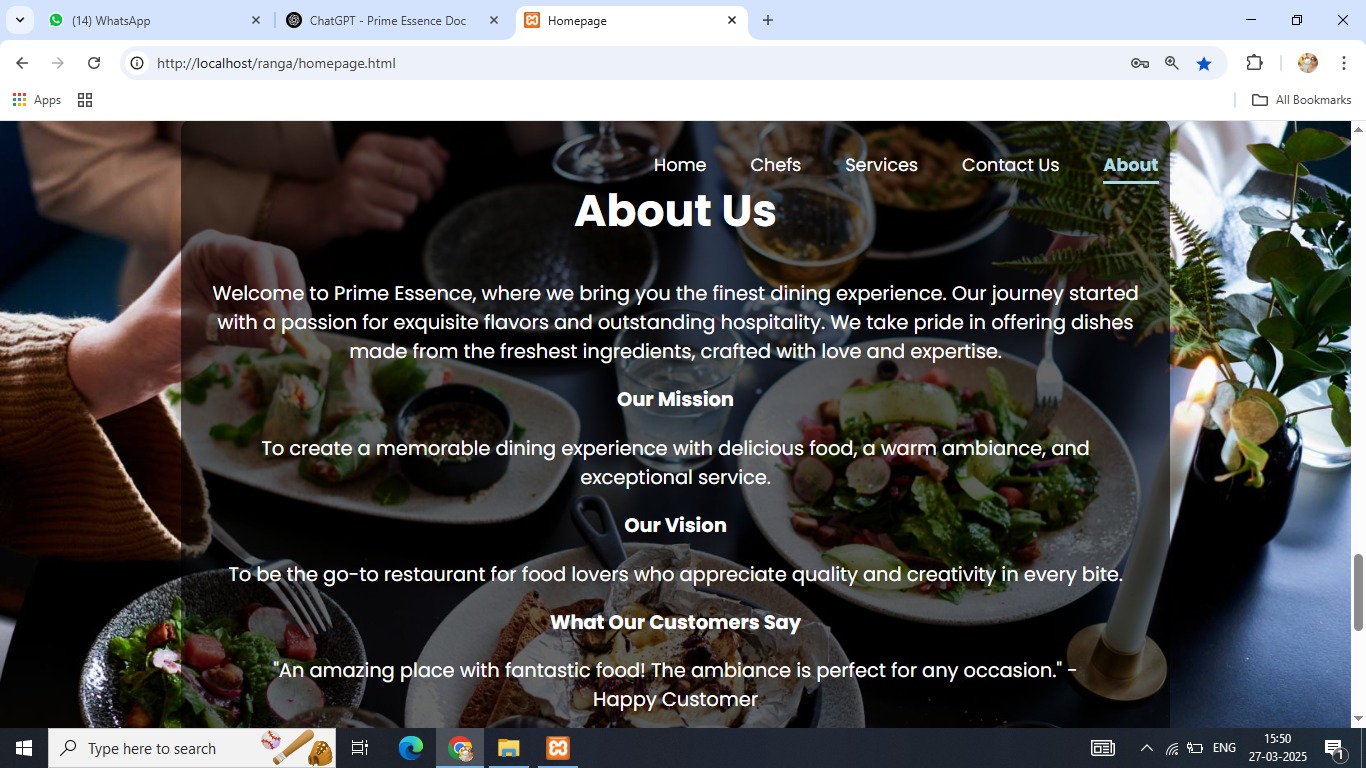 (14) WhatsApp
ChatGPT - Prime Essence Doc
Homepage
http://localhost/ranga/homepage.html
Apps
All Bookmarks
Home Chefs Services Contact Us About
About Us
Welcome to Prime Essence, where we bring you the finest dining experience. Our journey started
with a passion for exquisite flavors and outstanding hospitality. We take pride in offering dishes
made from the freshest ingredients, crafted with love and expertise.
Our Mission
To create a memorable dining experience with delicious food, a warm ambiance, and
exceptional service.
Our Vision
To be the go-to restaurant for food lovers who appreciate quality and creativity in every bite.
What Our Customers Say
"An amazing place with fantastic food! The ambiance is perfect for any occasion." -
Happy Customer
Type here to search
ENG
15:50
27-03-2025
1